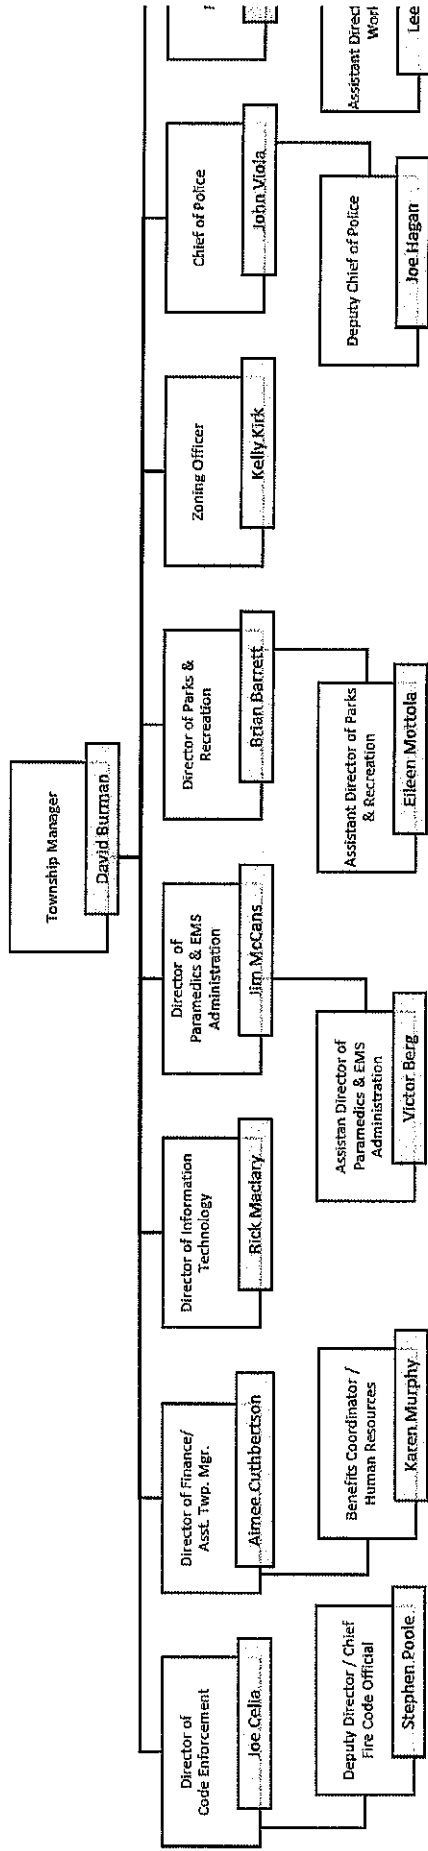 Township Manager
David Burman
Director of
Code Enforcement
Joe Celia
Director of Finance/
Asst. Twp. Mgr.
Aimee Cuthbertson
Director of Information
Technology
Rick Maclary
Director of
Paramedics & EMS
Administration
Jim McCans
Director of Parks &
Recreation
Brian Barrett
Zoning Officer
Kelly Kirk
Chief of Police
John Viola
Deputy Director / Chief
Fire Code Official
Stephen Poole
Benefits Coordinator /
Human Resources
Karen Murphy
Assistan Director of
Paramedics & EMS
Administration
Victor Berg
Assistant Director of Parks
& Recreation
Eileen Mottola
Deputy Chief of Police
Joe Hagan
Assistant Direc
Work
Lee